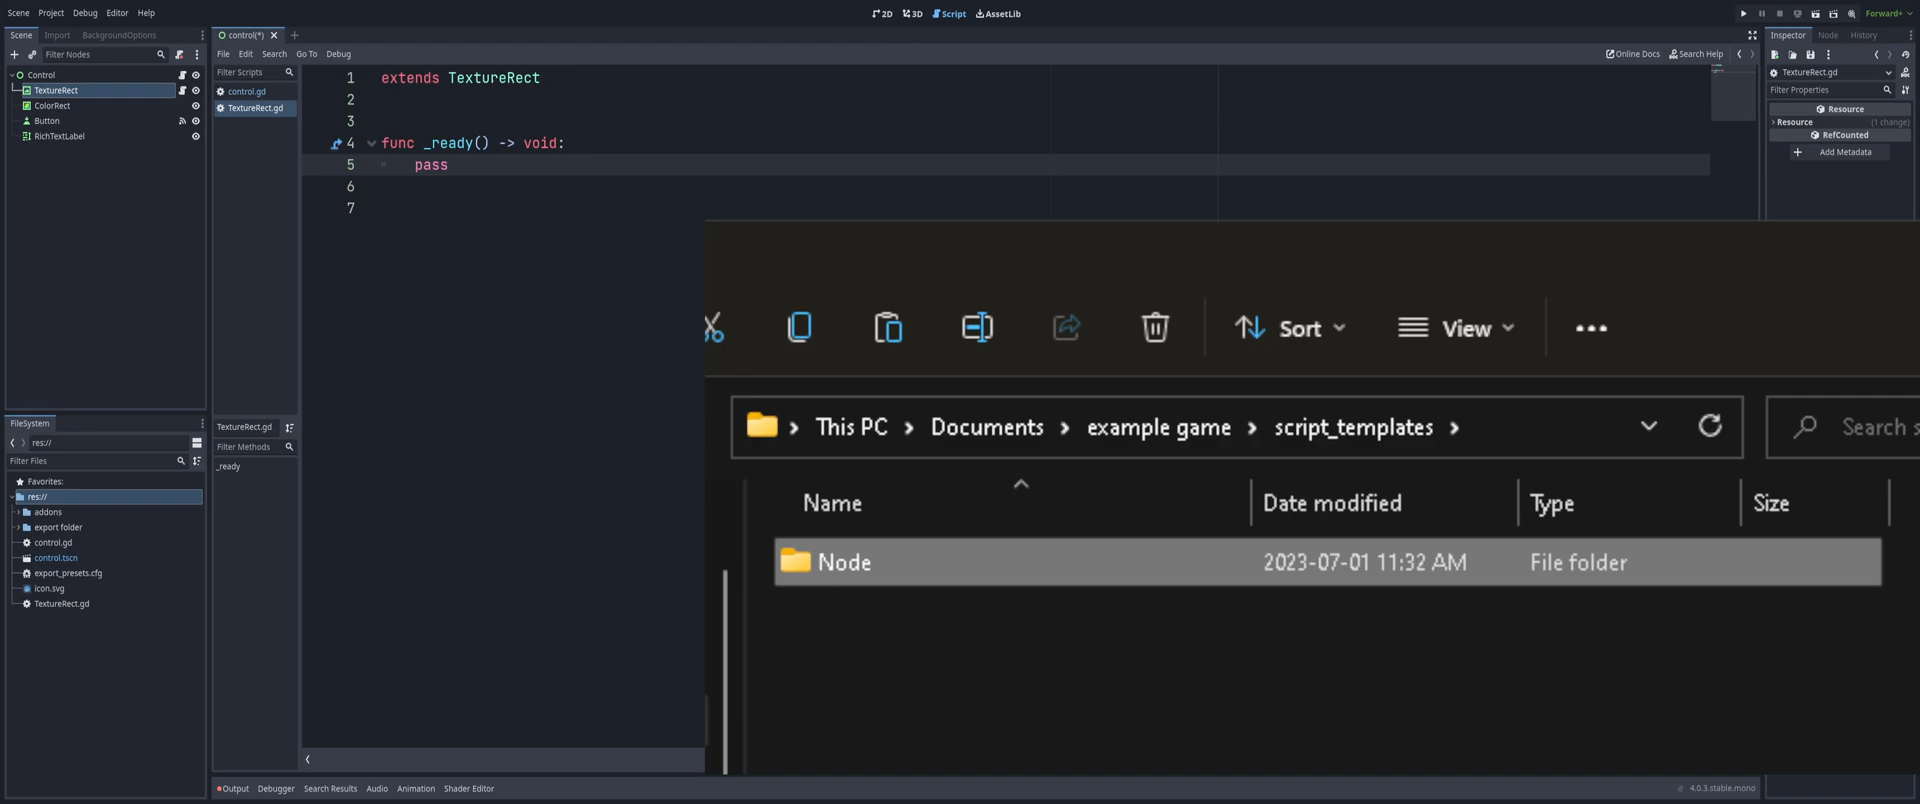 Scene Project Debug Editor Help
2D 3D Script AssetLib
Forward+
Scene Import BackgroundOptions
Filter Nodes
Control
TextureRect
ColorRect
Button
RichTextLabel
FileSystem
res://
Filter Files
Favorites:
res://
addons
export folder
control.gd
control.tscn
export_presets.cfg
icon.svg
TextureRect.gd
control(*)
File Edit Search Go To Debug
Online Docs Search Help
Filter Scripts
control.gd
TextureRect.gd
TextureRect.gd
Filter Methods
_ready
1 extends TextureRect
2
3
4 func _ready() -> void:
5 pass
6
7
Sort View
This PC > Documents > example game > script_templates >
Search s
Name Date modified Type Size
Node 2023-07-01 11:32 AM File folder
Output Debugger Search Results Audio Animation Shader Editor
4.0.3.stable.mono
Inspector Node History
TextureRect.gd
Filter Properties
Resource
Resource (1 change)
RefCounted
Add Metadata